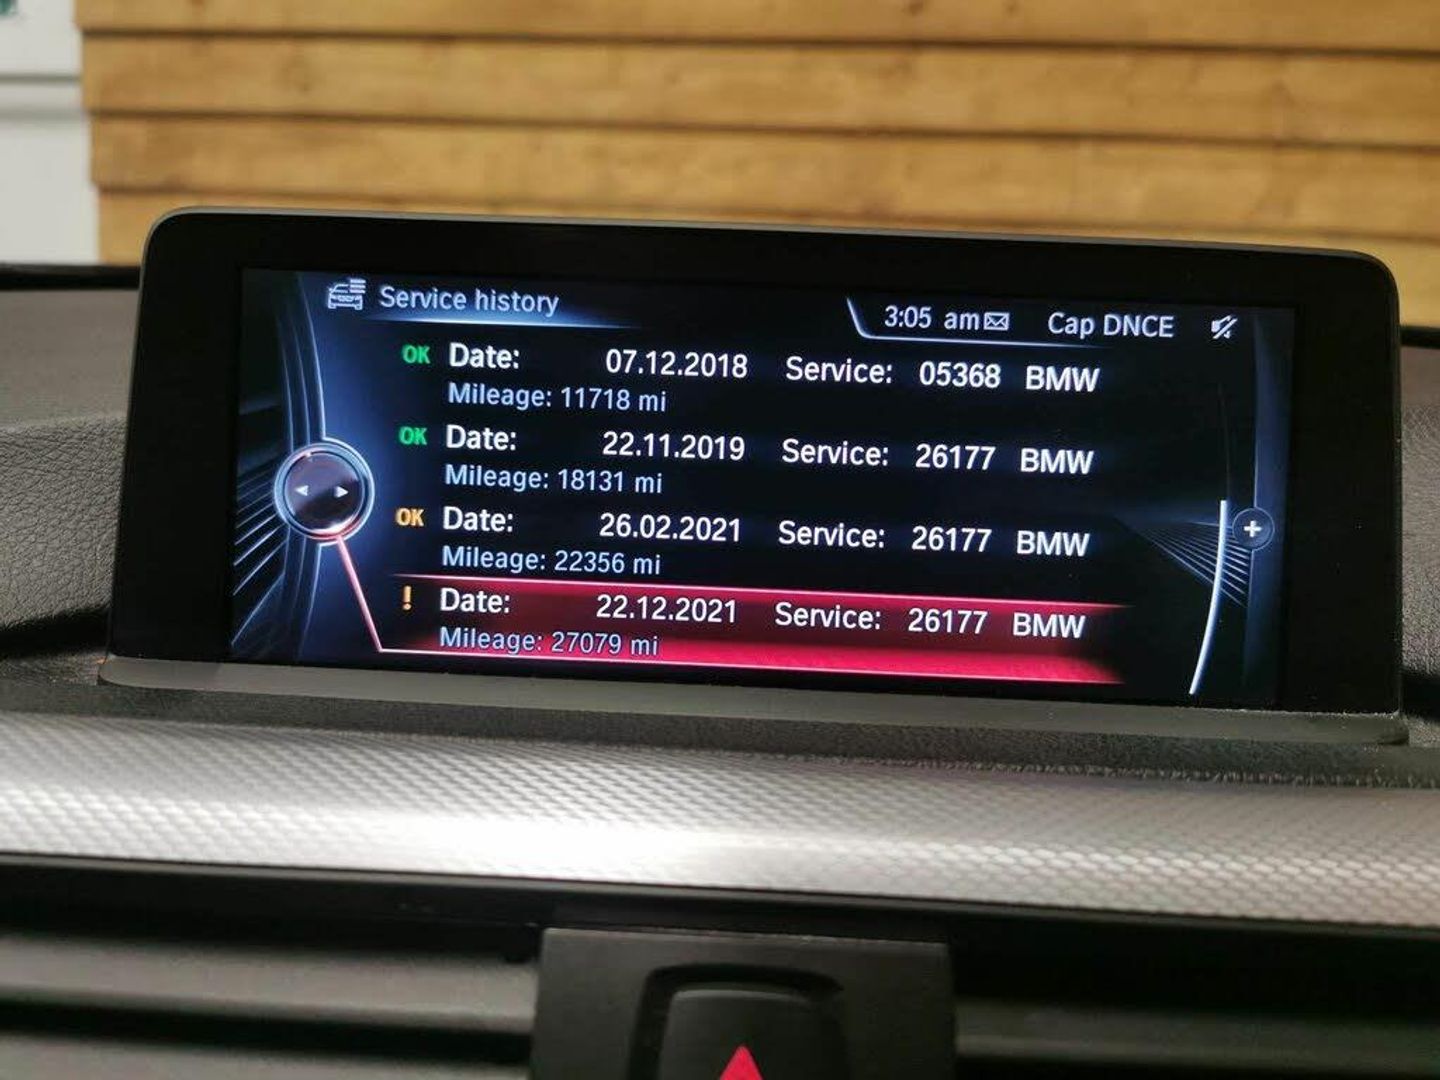 Service history
3:05 am Cap DNCE
OK Date: 07.12.2018 Service: 05368 BMW
Mileage: 11718 mi
OK Date: 22.11.2019 Service: 26177 BMW
Mileage: 18131 mi
OK Date: 26.02.2021 Service: 26177 BMW
Mileage: 22356 mi
! Date: 22.12.2021 Service: 26177 BMW
Mileage: 27079 mi